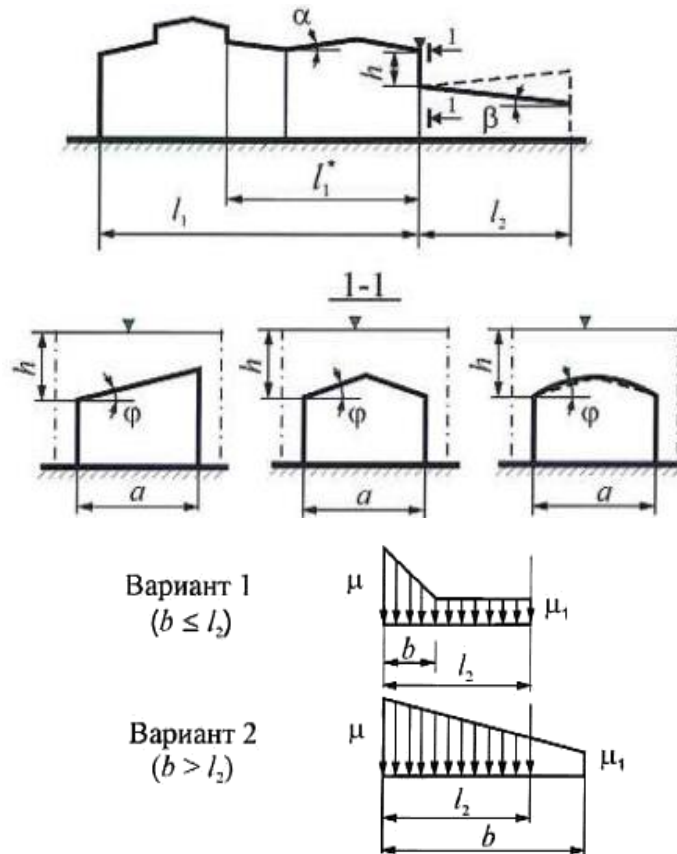 α
1
h
1
β
l₁*
l₁
l₂
1-1
h
φ
a
h
φ
a
h
φ
a
Вариант 1
(b ≤ l₂)
μ
μ₁
b
l₂
Вариант 2
(b > l₂)
μ
μ₁
l₂
b